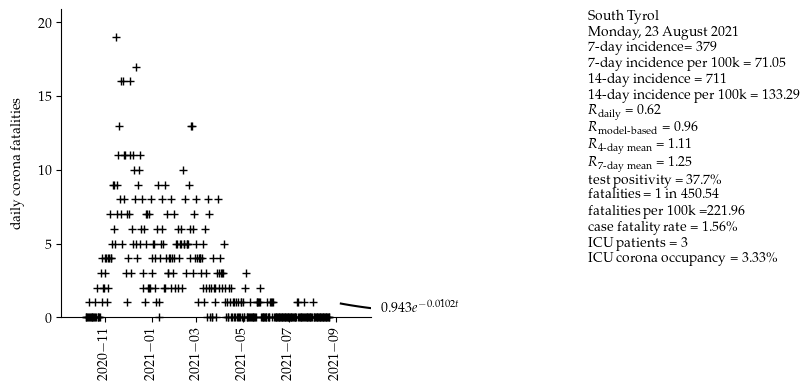 South Tyrol
Monday, 23 August 2021
7-day incidence= 379
7-day incidence per 100k = 71.05
14-day incidence = 711
14-day incidence per 100k = 133.29
R_daily = 0.62
R_model-based = 0.96
R_4-day mean = 1.11
R_7-day mean = 1.25
test positivity = 37.7%
fatalities = 1 in 450.54
fatalities per 100k =221.96
case fatality rate = 1.56%
ICU patients = 3
ICU corona occupancy = 3.33%
daily corona fatalities
20
15
10
5
0
0.943e^{-0.0102t}
2020−11
2021−01
2021−03
2021−05
2021−07
2021−09